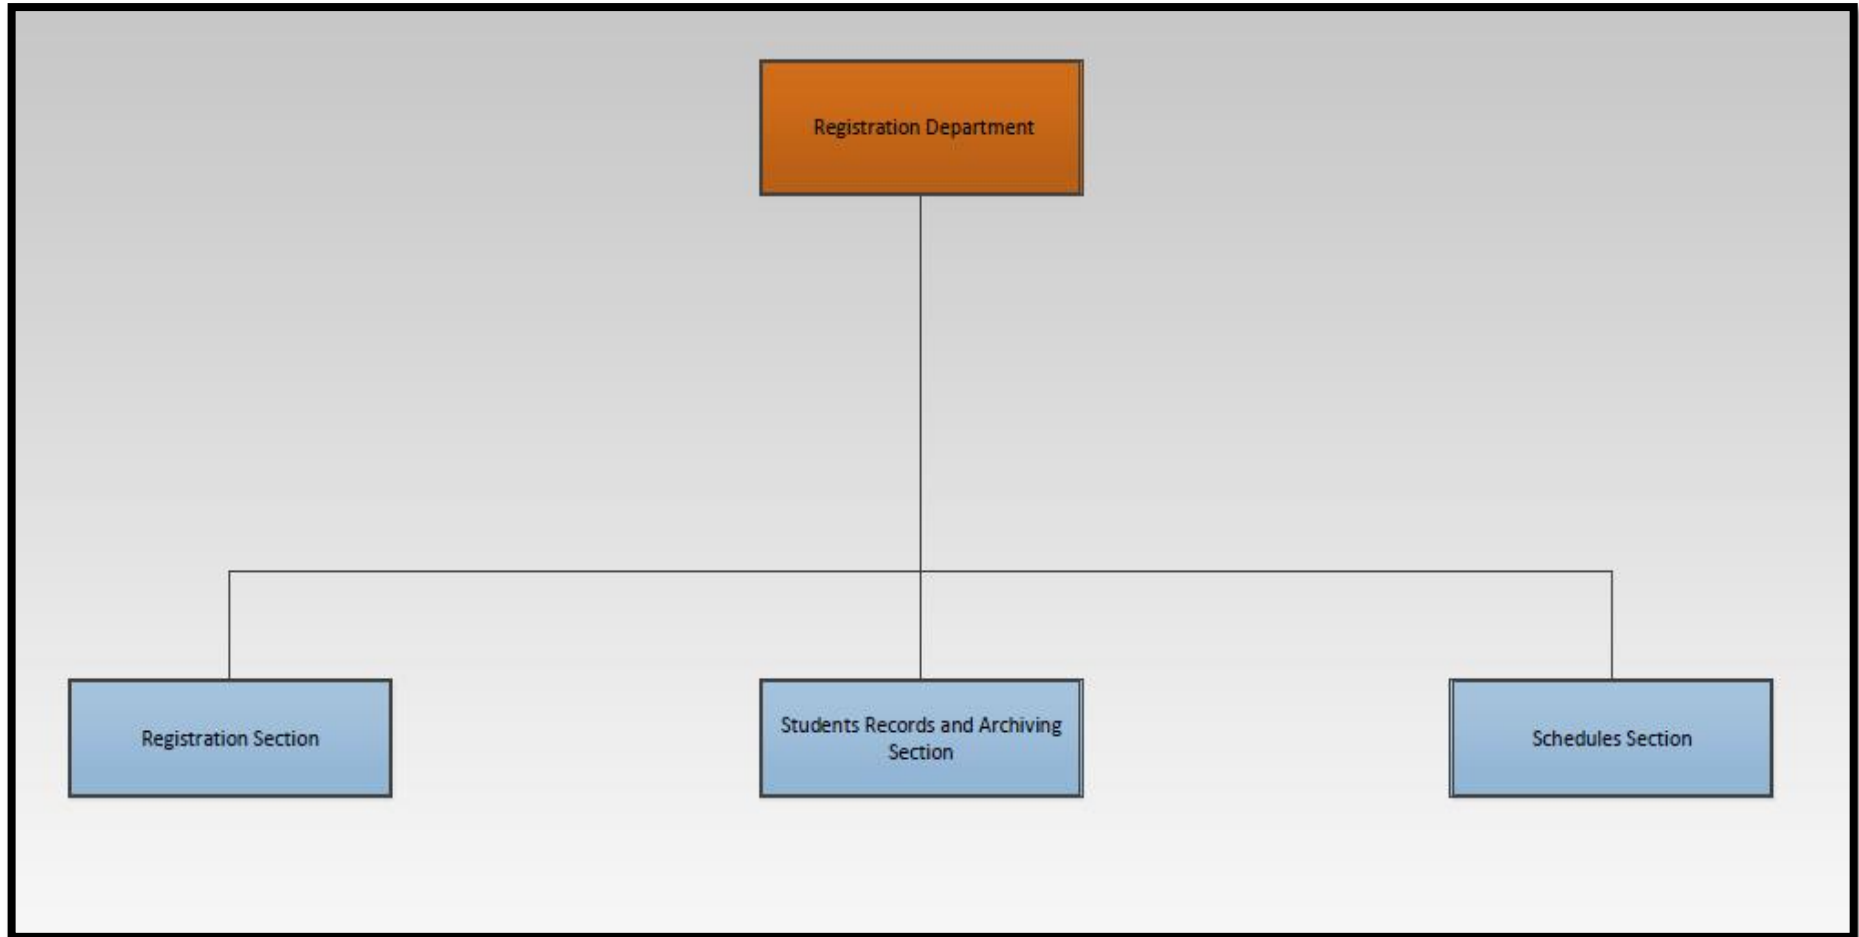 Registration Department
Registration Section
Students Records and Archiving
Section
Schedules Section